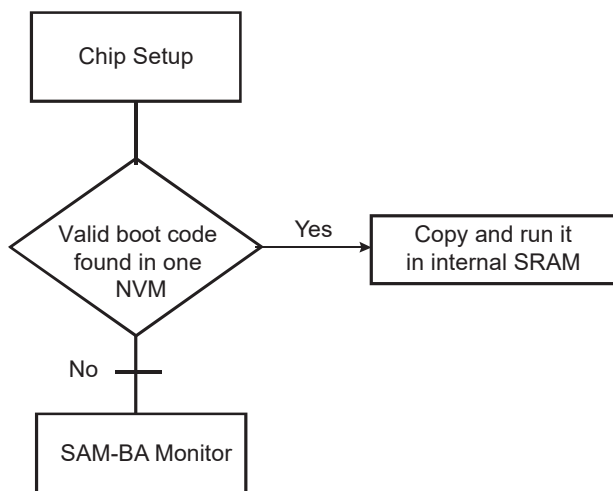 Chip Setup
Valid boot code
found in one
NVM
Yes
Copy and run it
in internal SRAM
No
SAM-BA Monitor